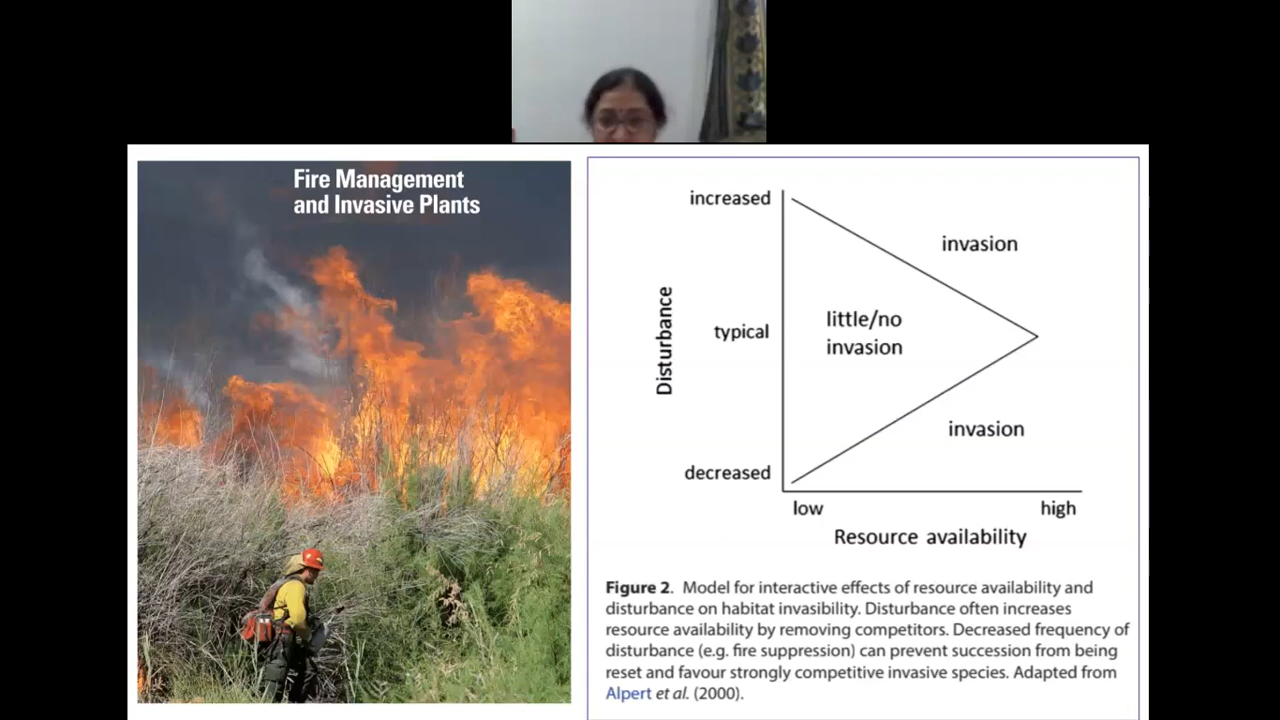 Fire Management
and Invasive Plants
increased
invasion
little/no
invasion
typical
Disturbance
invasion
decreased
low
high
Resource availability
Figure 2. Model for interactive effects of resource availability and
disturbance on habitat invasibility. Disturbance often increases
resource availability by removing competitors. Decreased frequency of
disturbance (e.g. fire suppression) can prevent succession from being
reset and favour strongly competitive invasive species. Adapted from
Alpert et al. (2000).